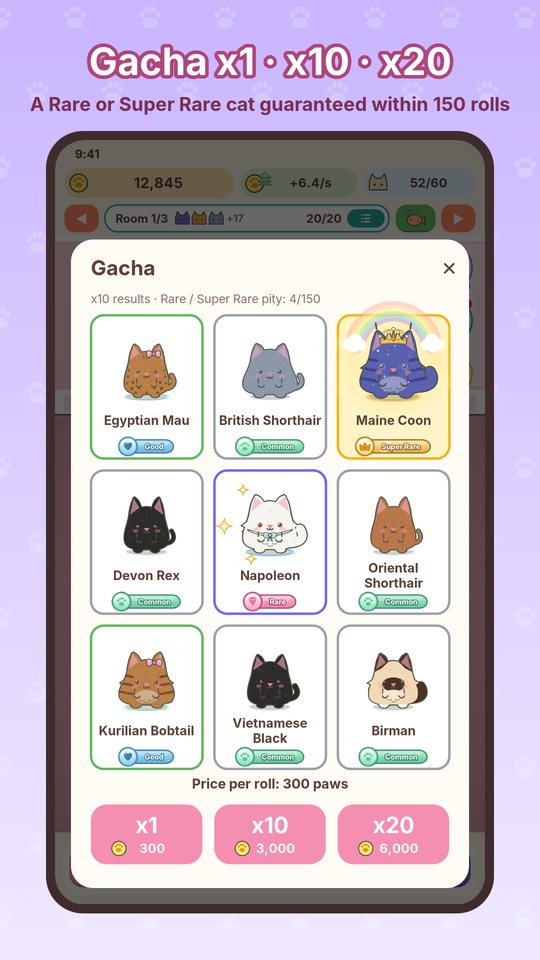 Gacha x1 · x10 · x20
A Rare or Super Rare cat guaranteed within 150 rolls
9:41
12,845
+6.4/s
52/60
Room 1/3
+17
20/20
Gacha
x10 results · Rare / Super Rare pity: 4/150
Egyptian Mau
British Shorthair
Maine Coon
Good
Common
Super Rare
Devon Rex
Napoleon
Oriental
Shorthair
Common
Rare
Common
Kurilian Bobtail
Vietnamese
Black
Birman
Good
Common
Common
Price per roll: 300 paws
x1
x10
x20
300
3,000
6,000